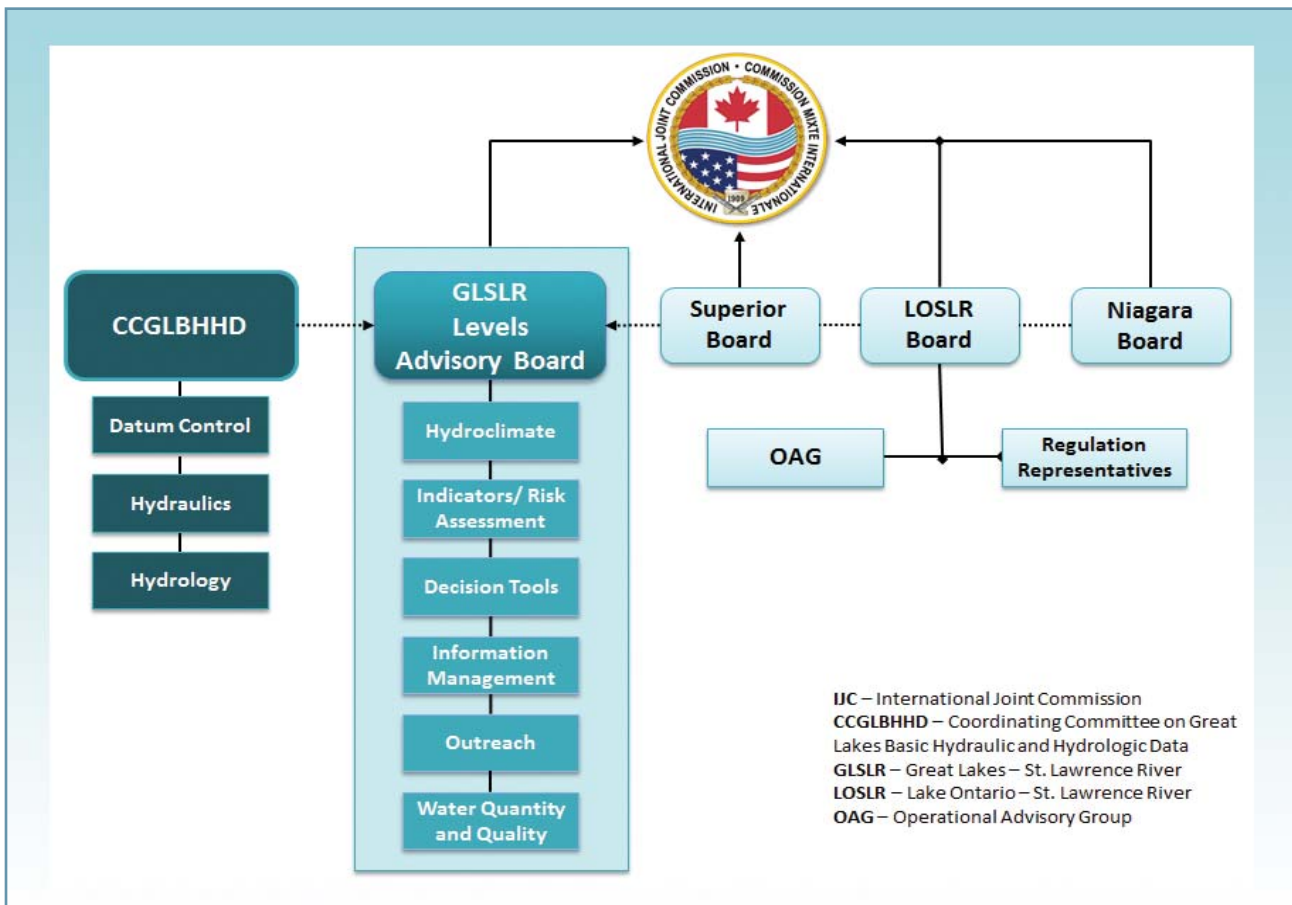 INTERNATIONAL JOINT COMMISSION • COMMISSION MIXTE INTERNATIONALE
1909
CCGLBHHD
Datum Control
Hydraulics
Hydrology
GLSLR
Levels
Advisory Board
Hydroclimate
Indicators/ Risk
Assessment
Decision Tools
Information
Management
Outreach
Water Quantity
and Quality
Superior
Board
LOSLR
Board
Niagara
Board
OAG
Regulation
Representatives
IJC – International Joint Commission
CCGLBHHD – Coordinating Committee on Great
Lakes Basic Hydraulic and Hydrologic Data
GLSLR – Great Lakes – St. Lawrence River
LOSLR – Lake Ontario – St. Lawrence River
OAG – Operational Advisory Group